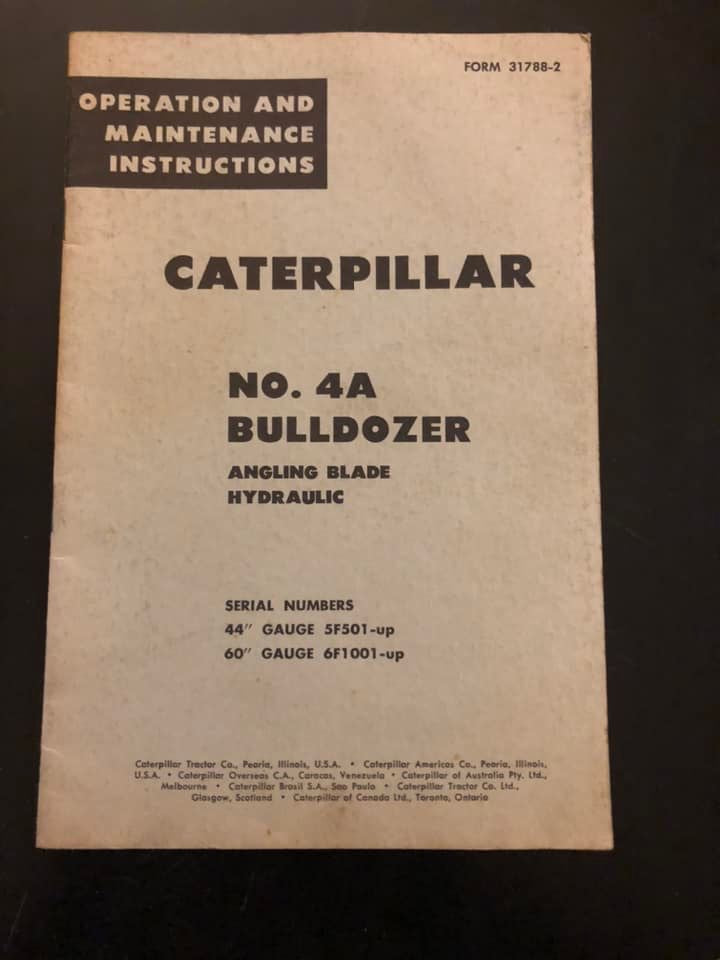 FORM 31788-2
OPERATION AND
MAINTENANCE
INSTRUCTIONS
CATERPILLAR
NO. 4A
BULLDOZER
ANGLING BLADE
HYDRAULIC
SERIAL NUMBERS
44" GAUGE 5F501-up
60" GAUGE 6F1001-up
Caterpillar Tractor Co., Peoria, Illinois, U.S.A. • Caterpillar Americas Co., Peoria, Illinois,
U.S.A. • Caterpillar Overseas C.A., Caracas, Venezuela • Caterpillar of Australia Pty. Ltd.,
Melbourne • Caterpillar Brasil S.A., Sao Paulo • Caterpillar Tractor Co. Ltd.,
Glasgow, Scotland • Caterpillar of Canada Ltd., Toronto, Ontario